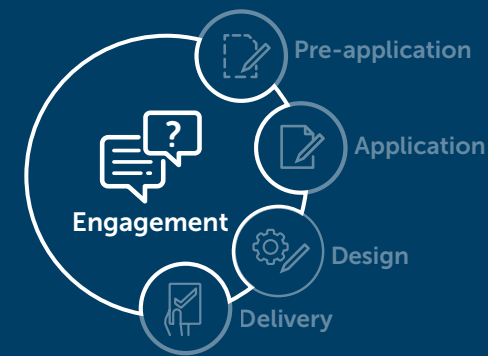 Pre-application
?
Application
Engagement
Design
Delivery